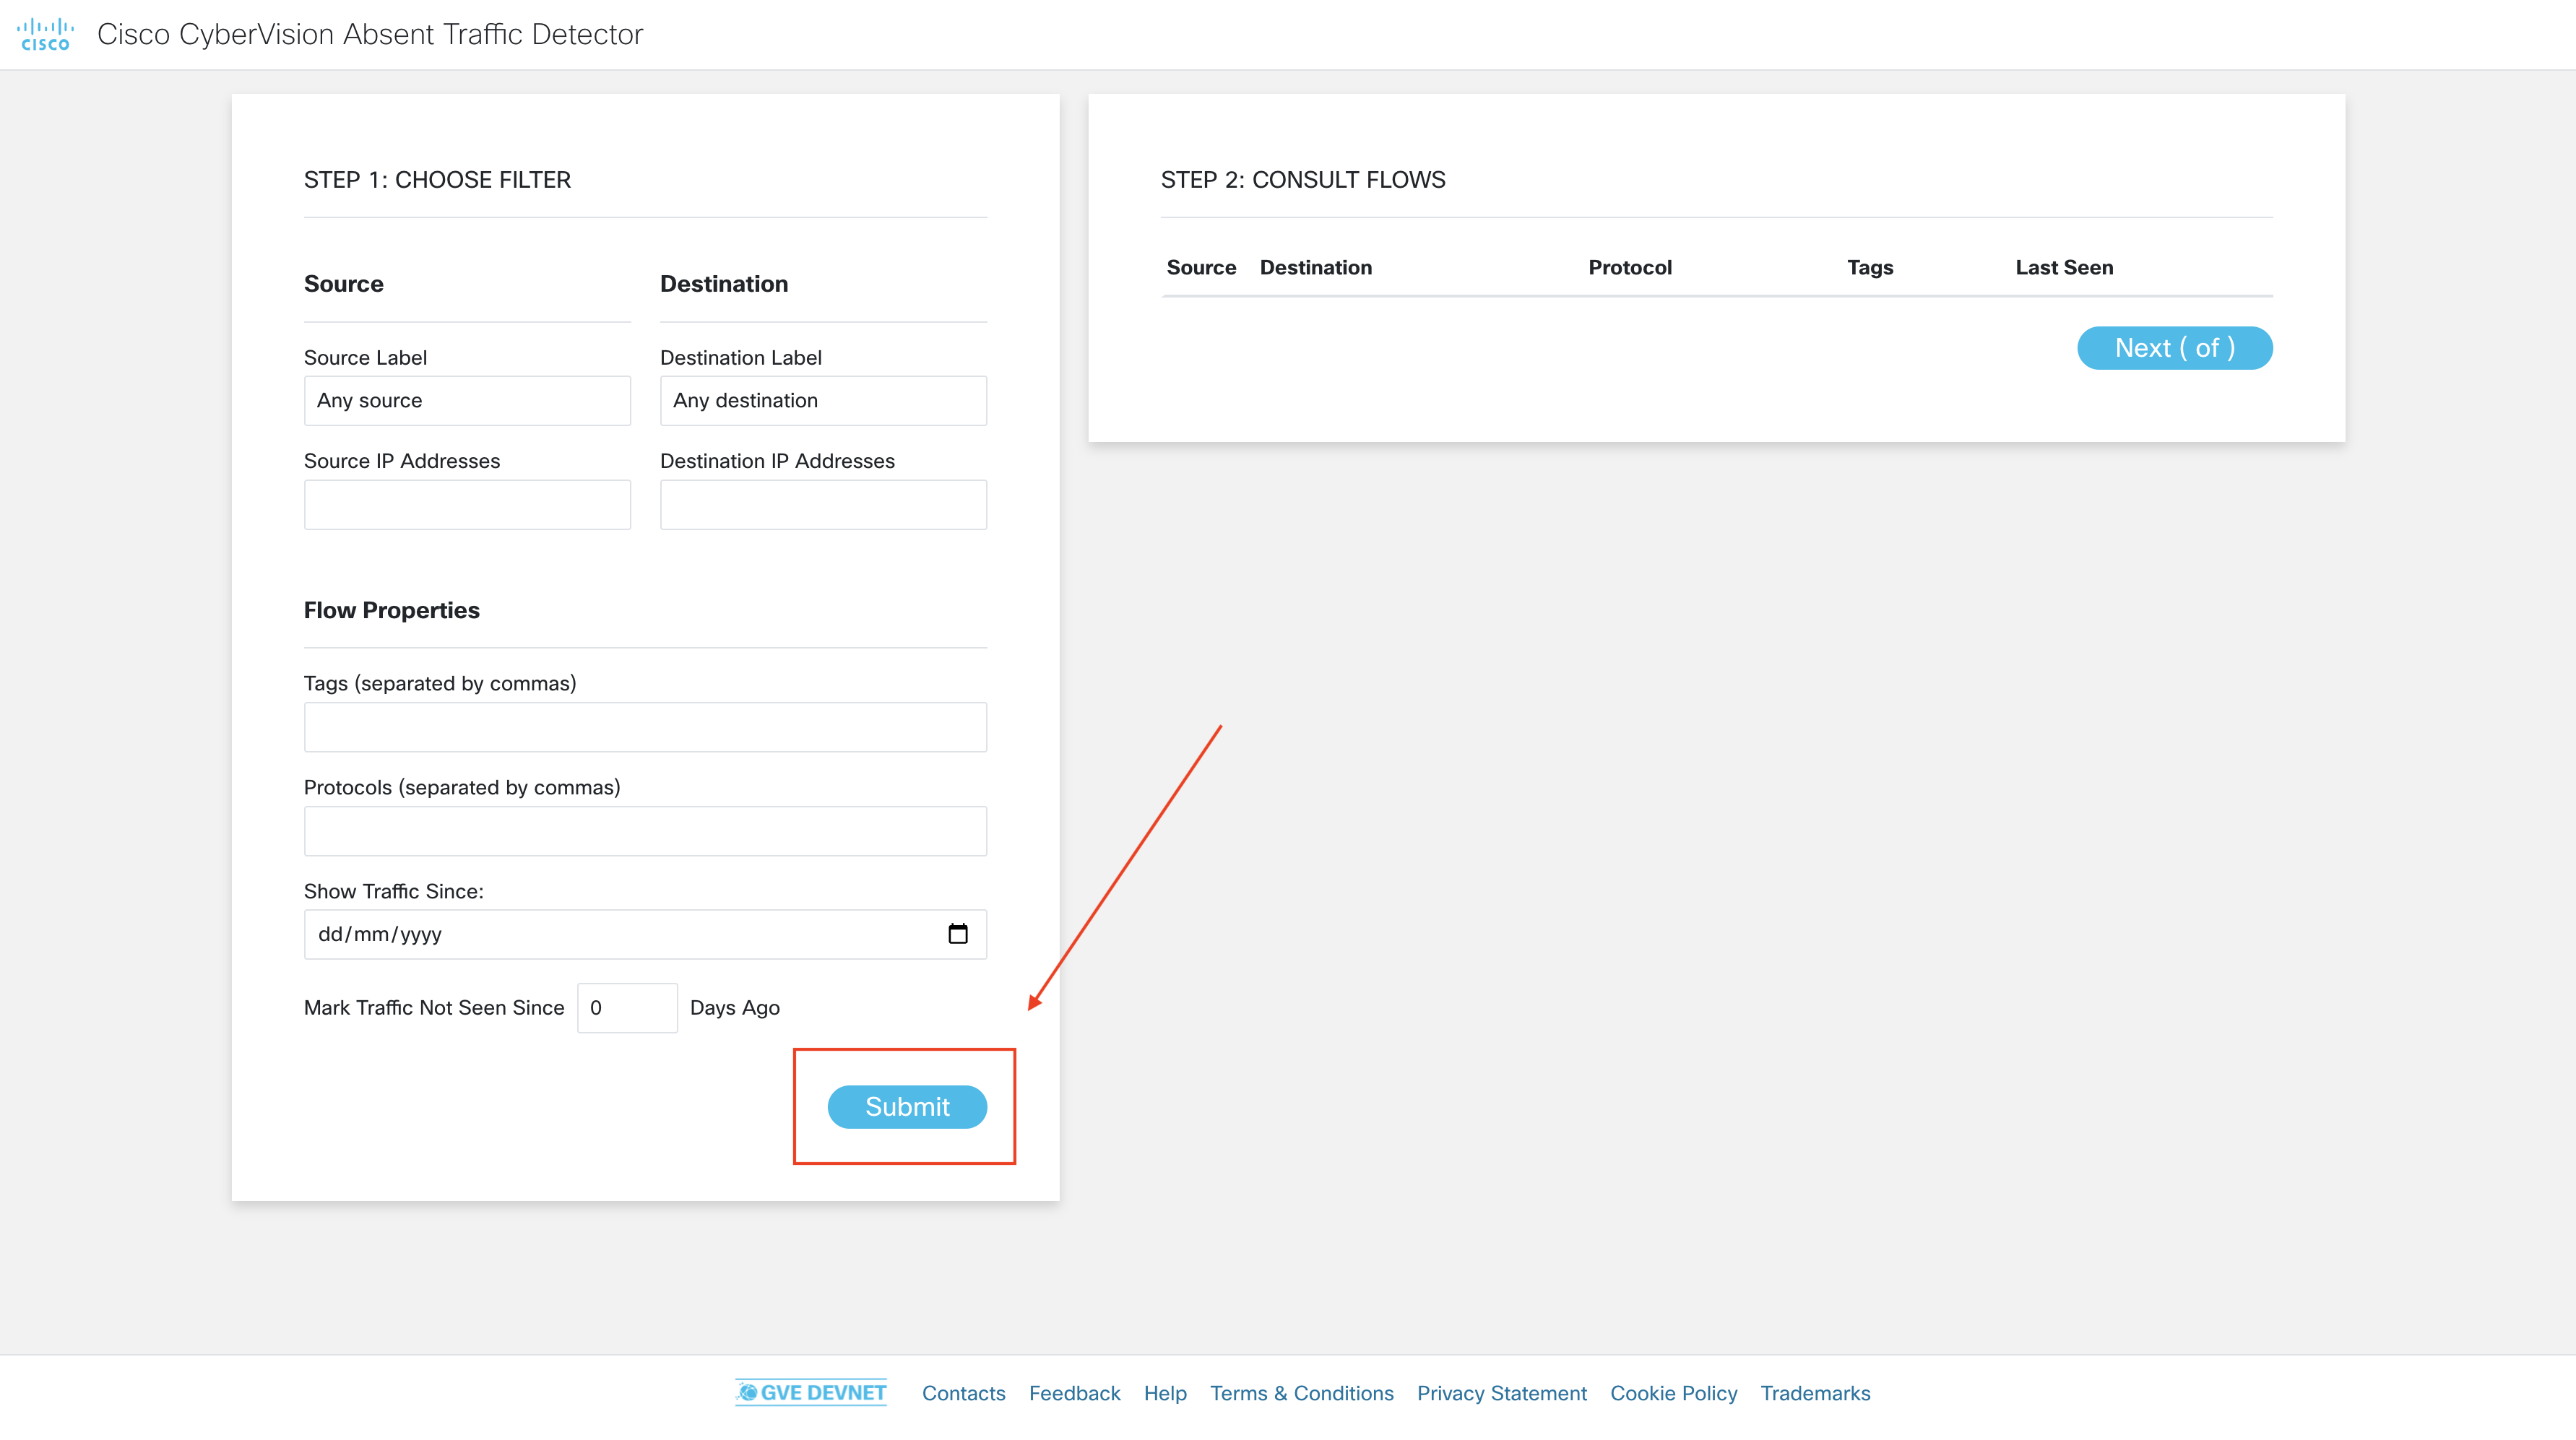 CISCO
Cisco CyberVision Absent Traffic Detector
STEP 1: CHOOSE FILTER
Source
Destination
Source Label
Destination Label
Any source
Any destination
Source IP Addresses
Destination IP Addresses
Flow Properties
Tags (separated by commas)
Protocols (separated by commas)
Show Traffic Since:
dd/mm/yyyy
Mark Traffic Not Seen Since 0 Days Ago
Submit
STEP 2: CONSULT FLOWS
Source Destination Protocol Tags Last Seen
Next ( of )
GVE DEVNET Contacts Feedback Help Terms & Conditions Privacy Statement Cookie Policy Trademarks